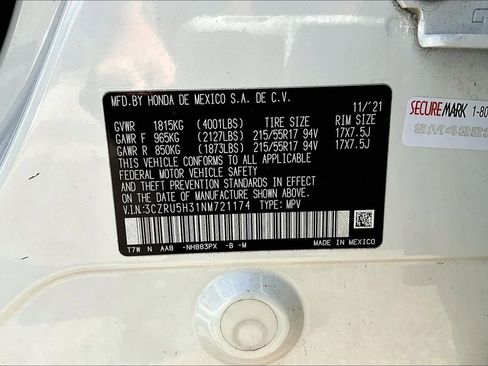 MFD.BY HONDA DE MEXICO S.A. DE C.V.
11/'21
GVWR 1815KG (4001LBS) TIRE SIZE RIM SIZE
GAWR F 965KG (2127LBS) 215/55R17 94V 17X7.5J
GAWR R 850KG (1873LBS) 215/55R17 94V 17X7.5J
THIS VEHICLE CONFORMS TO ALL APPLICABLE
FEDERAL MOTOR VEHICLE SAFETY AND THEFT
PREVENTION STANDARDS IN EFFECT ON THE
DATE OF MANUFACTURE SHOWN ABOVE.
V.I.N:3CZRU5H31NM721174 TYPE: MPV
T7W N AA8 -NH883PX -B -M MADE IN MEXICO
SECUREMARK 1-80